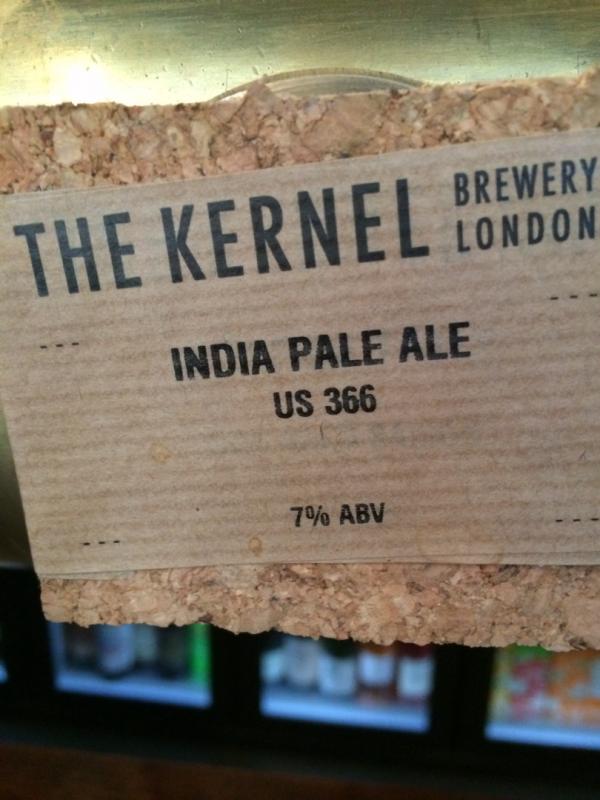 THE KERNEL BREWERY LONDON
INDIA PALE ALE
US 366
7% ABV